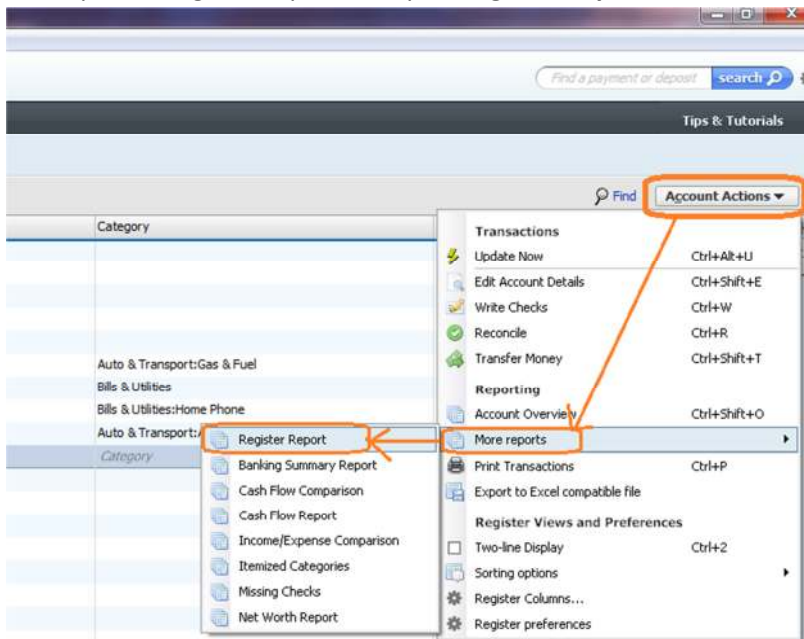 Find a payment or deposit search
Tips & Tutorials
Find Account Actions
Category
Transactions
Update Now Ctrl+Alt+U
Edit Account Details Ctrl+Shift+E
Write Checks Ctrl+W
Reconcile Ctrl+R
Transfer Money Ctrl+Shift+T
Auto & Transport:Gas & Fuel
Bills & Utilities
Bills & Utilities:Home Phone
Auto & Transport:
Category
Reporting
Account Overview Ctrl+Shift+O
More reports
Print Transactions Ctrl+P
Export to Excel compatible file
Register Views and Preferences
Two-line Display Ctrl+2
Sorting options
Register Columns...
Register preferences
Register Report
Banking Summary Report
Cash Flow Comparison
Cash Flow Report
Income/Expense Comparison
Itemized Categories
Missing Checks
Net Worth Report